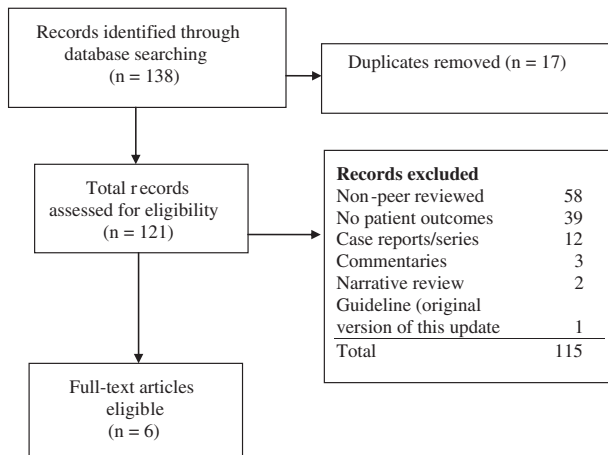 Records identified through
database searching
(n = 138)
Duplicates removed (n = 17)
Total records
assessed for eligibility
(n = 121)
Records excluded
Non-peer reviewed 58
No patient outcomes 39
Case reports/series 12
Commentaries 3
Narrative review 2
Guideline (original
version of this update 1
Total 115
Full-text articles
eligible
(n = 6)